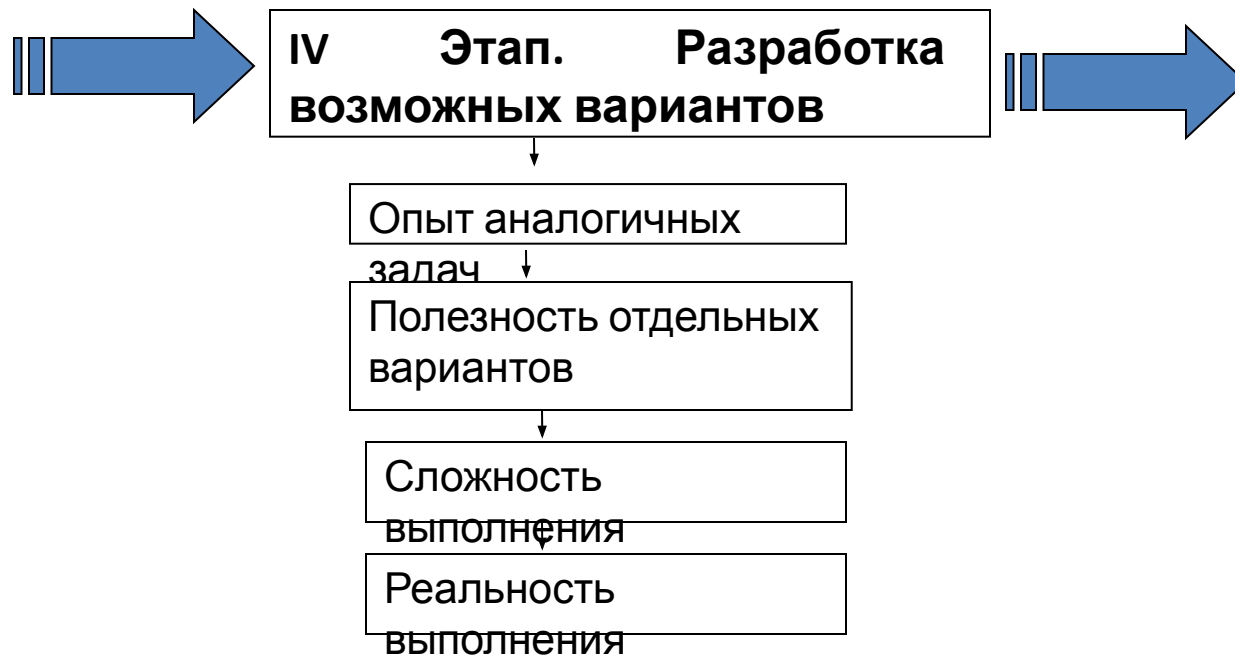 IV Этап. Разработка
возможных вариантов
Опыт аналогичных
задач
Полезность отдельных
вариантов
Сложность
выполнения
Реальность
выполнения